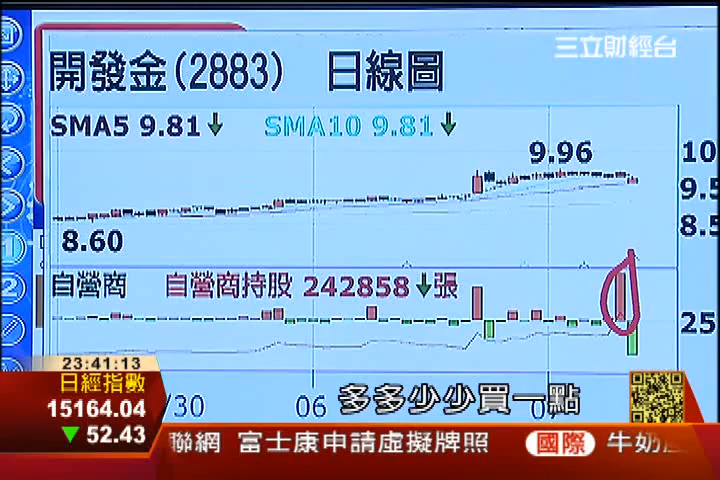 三立財經台
開發金(2883) 日線圖
SMA5 9.81↓ SMA10 9.81↓
9.96
10
9.5
8.5
8.60
自營商 自營商持股 242858↓張
25
23:41:13
日經指數
15164.04
▼52.43
/30 06 07
多多少少買一點
聯網 富士康申請虛擬牌照 國際 牛奶